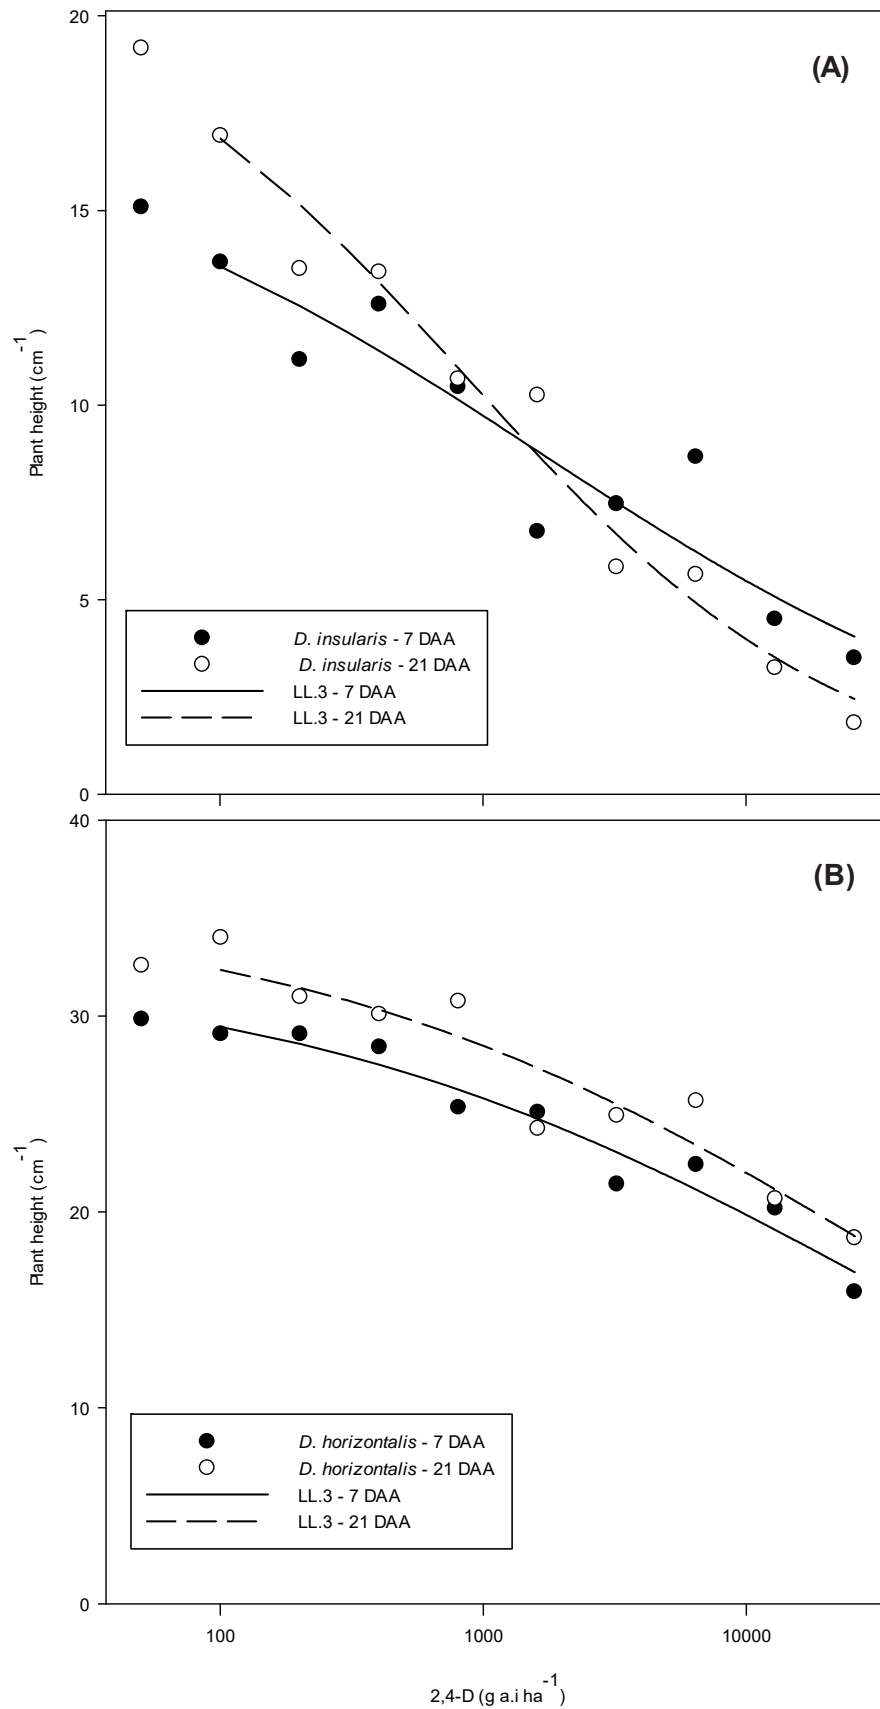 20
(A)
15
10
5
0
Plant height (cm-1)
D. insularis - 7 DAA
D. insularis - 21 DAA
LL.3 - 7 DAA
LL.3 - 21 DAA
40
(B)
30
20
10
0
Plant height (cm-1)
D. horizontalis - 7 DAA
D. horizontalis - 21 DAA
LL.3 - 7 DAA
LL.3 - 21 DAA
100 1000 10000
2,4-D (g a.i ha-1)